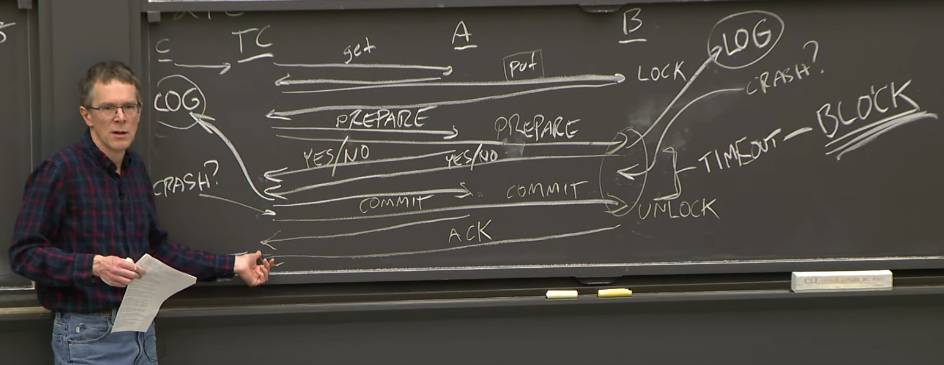 C TC A B
get
put LOCK LOG
LOG CRASH?
PREPARE PREPARE BLOCK
YES/NO YES/NO TIMEOUT
CRASH? COMMIT COMMIT UNLOCK
ACK